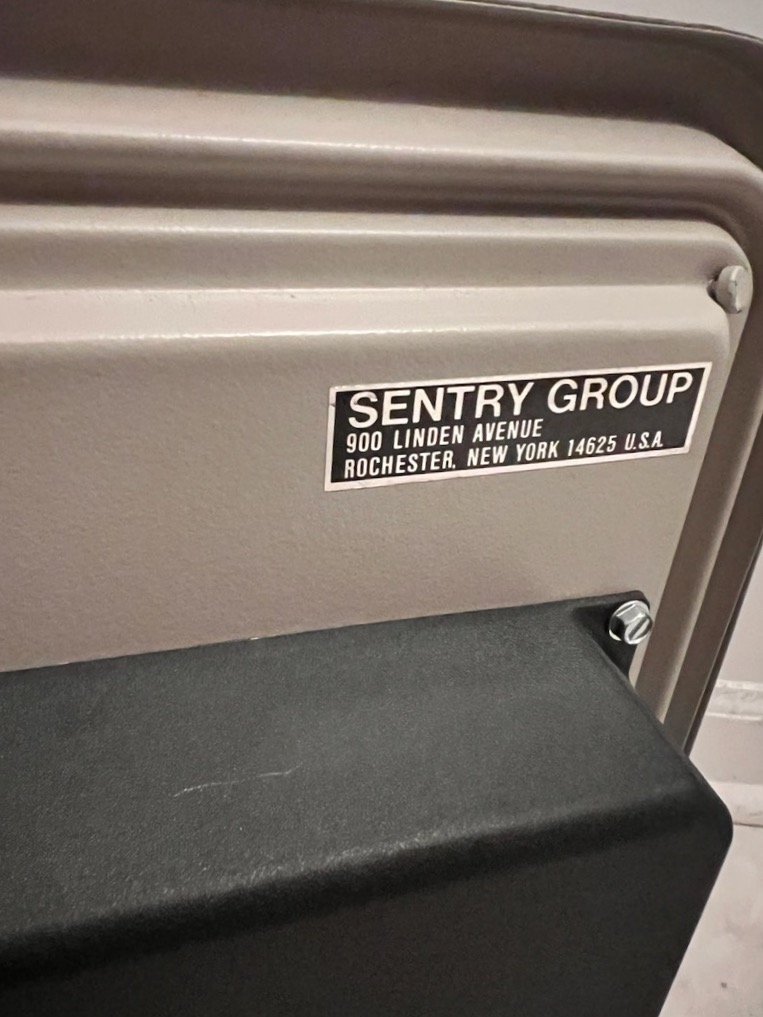 SENTRY GROUP
900 LINDEN AVENUE
ROCHESTER, NEW YORK 14625 U.S.A.